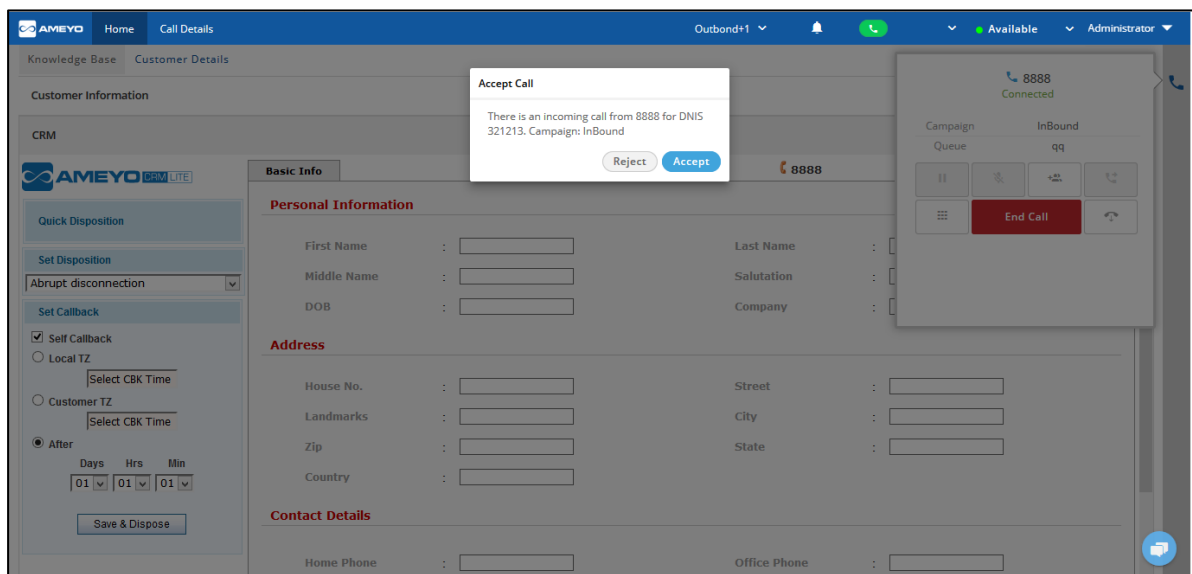 AMEYO Home Call Details Outbond+1 Available Administrator
Knowledge Base Customer Details
Customer Information
CRM
AMEYO CRM LITE
Quick Disposition
Set Disposition
Abrupt disconnection
Set Callback
Self Callback
Local TZ
Select CBK Time
Customer TZ
Select CBK Time
After
Days Hrs Min
01 01 01
Save & Dispose
Accept Call
There is an incoming call from 8888 for DNIS
321213. Campaign: InBound
Reject Accept
Basic Info 8888
Personal Information
First Name : Last Name :
Middle Name : Salutation :
DOB : Company :
Address
House No. : Street :
Landmarks : City :
Zip : State :
Country :
Contact Details
Home Phone : Office Phone :
8888
Connected
Campaign InBound
Queue qq
End Call